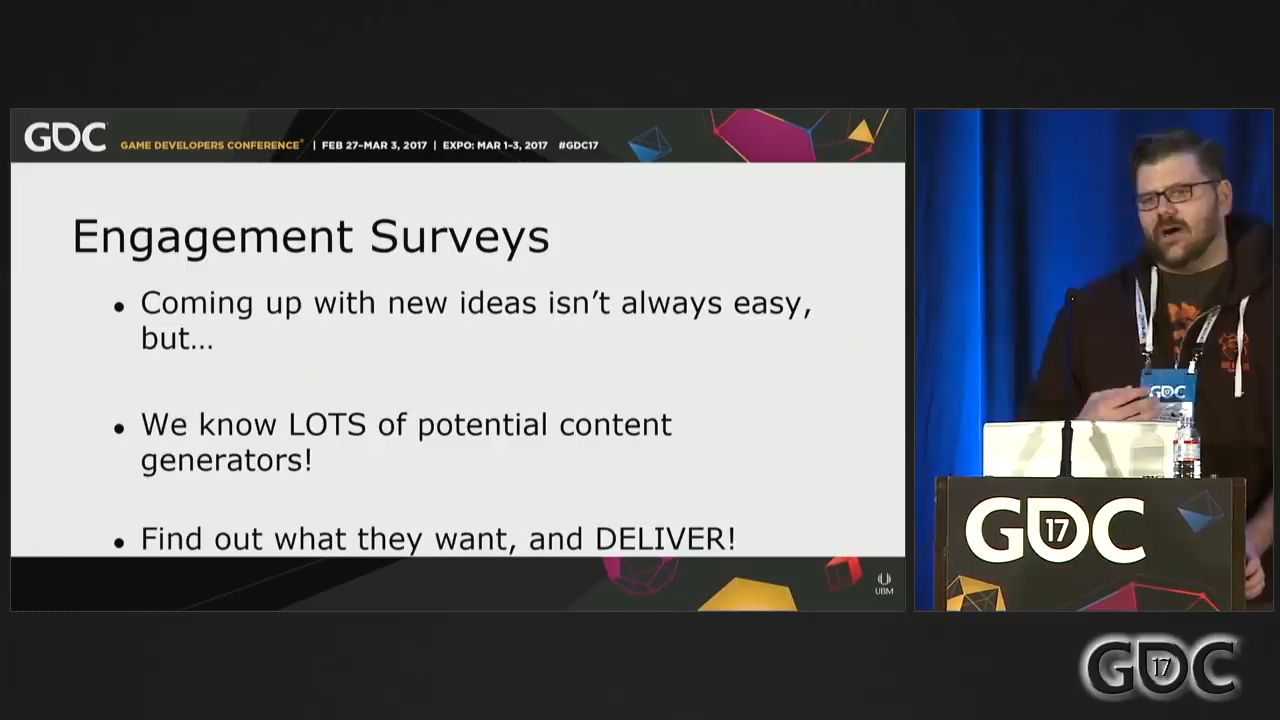 GDC
GAME DEVELOPERS CONFERENCE® | FEB 27–MAR 3, 2017 | EXPO: MAR 1–3, 2017 #GDC17
Engagement Surveys
• Coming up with new ideas isn’t always easy,
but…
• We know LOTS of potential content
generators!
• Find out what they want, and DELIVER!
UBM
GDC
GDC
17
GDC
17